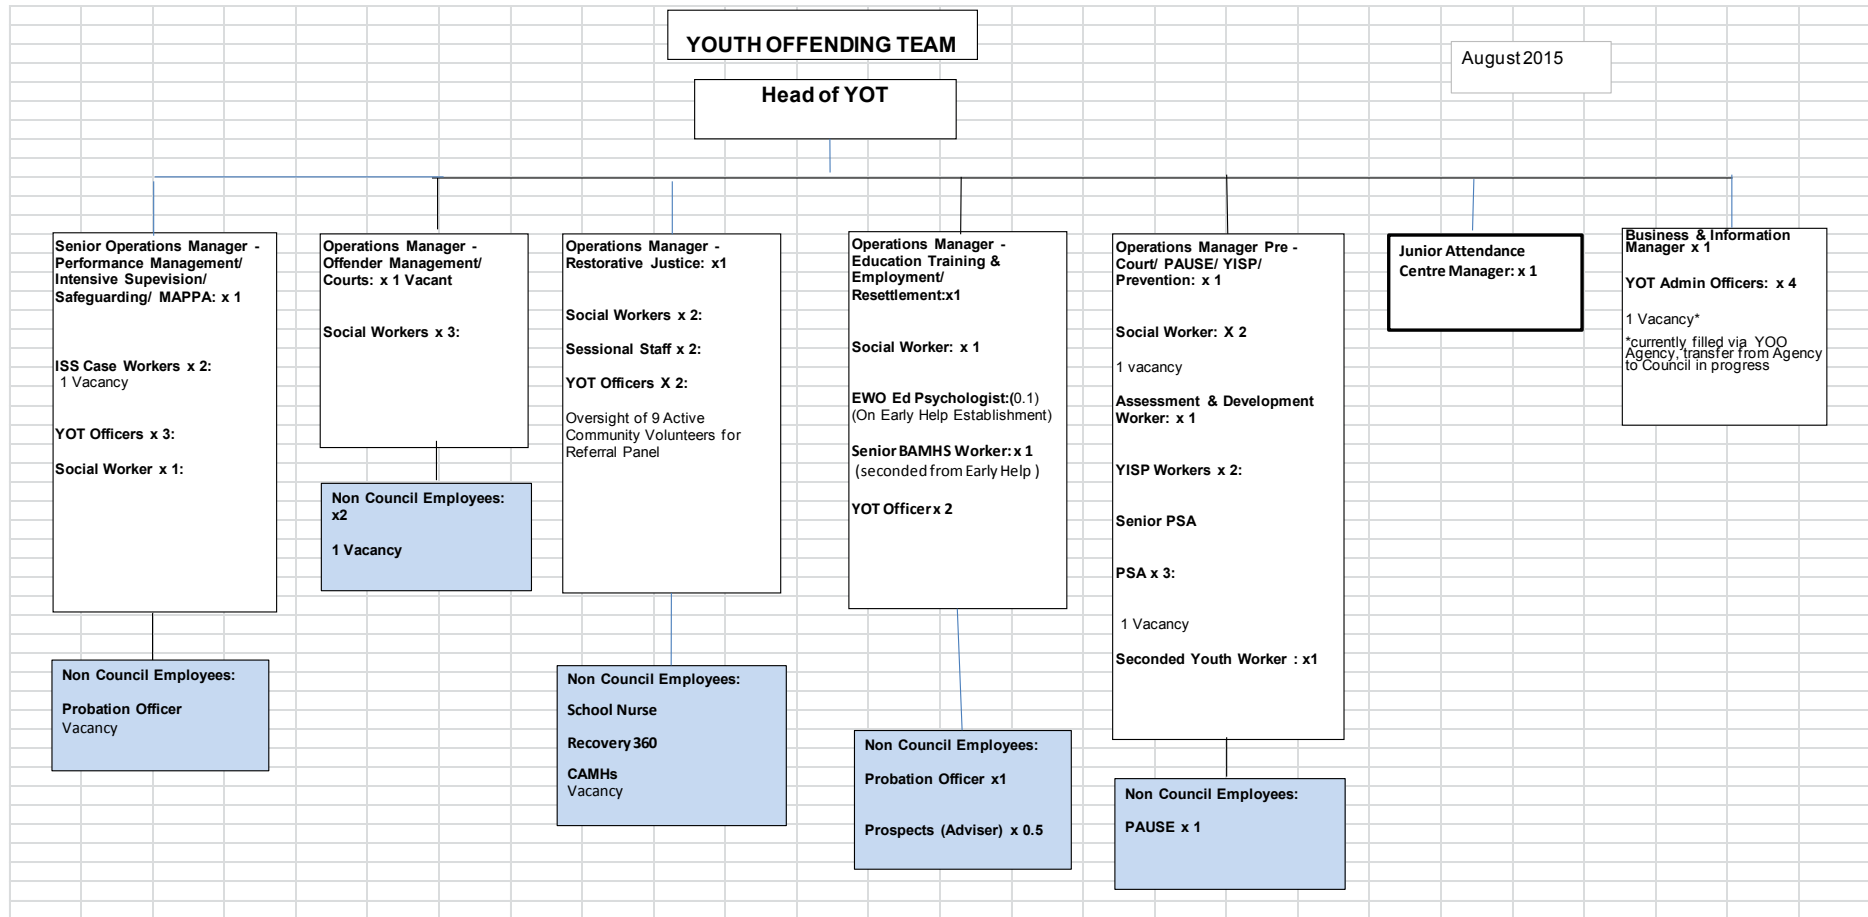 YOUTH OFFENDING TEAM
August 2015
Head of YOT
Senior Operations Manager -
Performance Management/
Intensive Supevision/
Safeguarding/ MAPPA: x 1
ISS Case Workers x 2:
1 Vacancy
YOT Officers x 3:
Social Worker x 1:
Non Council Employees:
Probation Officer
Vacancy
Operations Manager -
Offender Management/
Courts: x 1 Vacant
Social Workers x 3:
Non Council Employees:
x2
1 Vacancy
Operations Manager -
Restorative Justice: x1
Social Workers x 2:
Sessional Staff x 2:
YOT Officers X 2:
Oversight of 9 Active
Community Volunteers for
Referral Panel
Non Council Employees:
School Nurse
Recovery 360
CAMHs
Vacancy
Operations Manager -
Education Training &
Employment/
Resettlement:x1
Social Worker: x 1
EWO Ed Psychologist:(0.1)
(On Early Help Establishment)
Senior BAMHS Worker: x 1
(seconded from Early Help )
YOT Officer x 2
Non Council Employees:
Probation Officer x1
Prospects (Adviser) x 0.5
Operations Manager Pre -
Court/ PAUSE/ YISP/
Prevention: x 1
Social Worker: X 2
1 vacancy
Assessment & Development
Worker: x 1
YISP Workers x 2:
Senior PSA
PSA x 3:
1 Vacancy
Seconded Youth Worker : x1
Non Council Employees:
PAUSE x 1
Junior Attendance
Centre Manager: x 1
Business & Information
Manager x 1
YOT Admin Officers: x 4
1 Vacancy*
*currently filled via YOO
Agency, transfer from Agency
to Council in progress